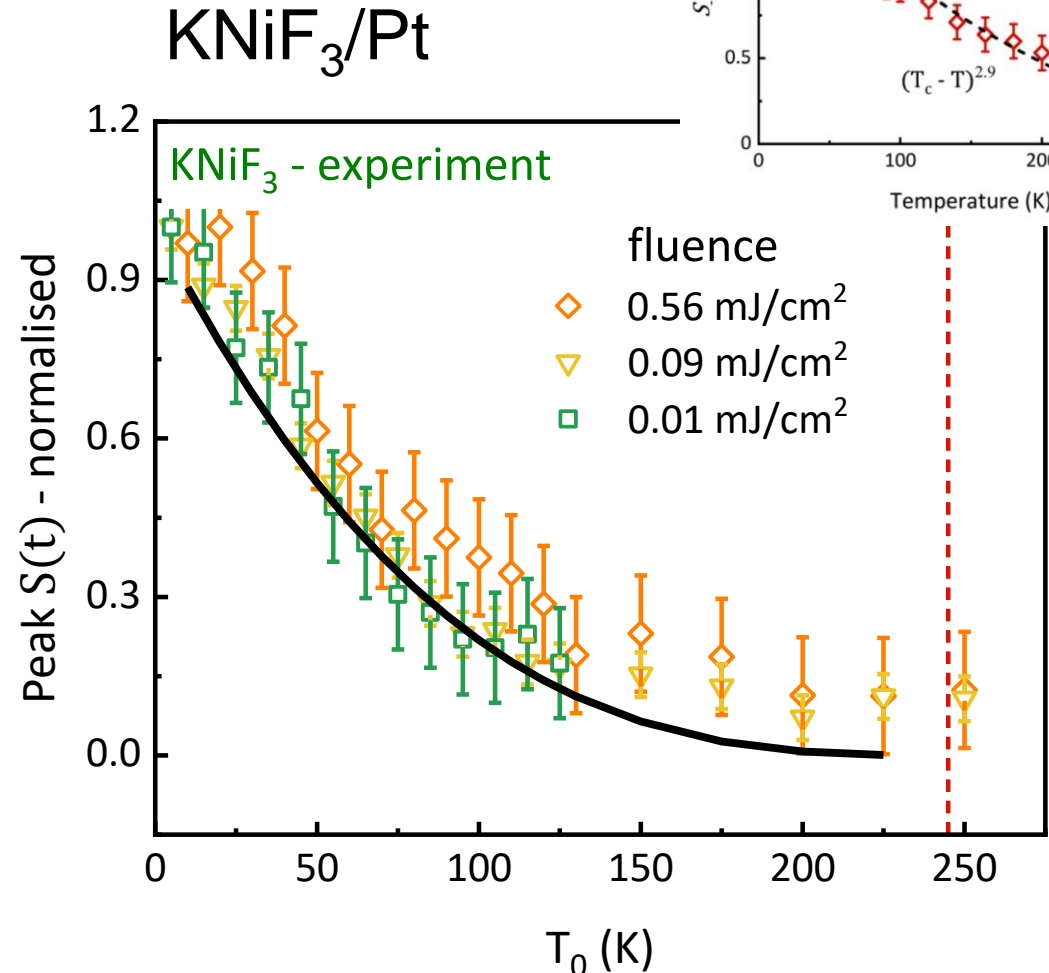 KNiF₃/Pt
0.5
(T_c - T)^2.9
0
0
100
Temperature (K)
1.2
KNiF₃ - experiment
fluence
0.9
0.56 mJ/cm²
0.09 mJ/cm²
0.01 mJ/cm²
0.6
0.3
0.0
Peak S(t) - normalised
0
50
100
150
200
250
T₀ (K)